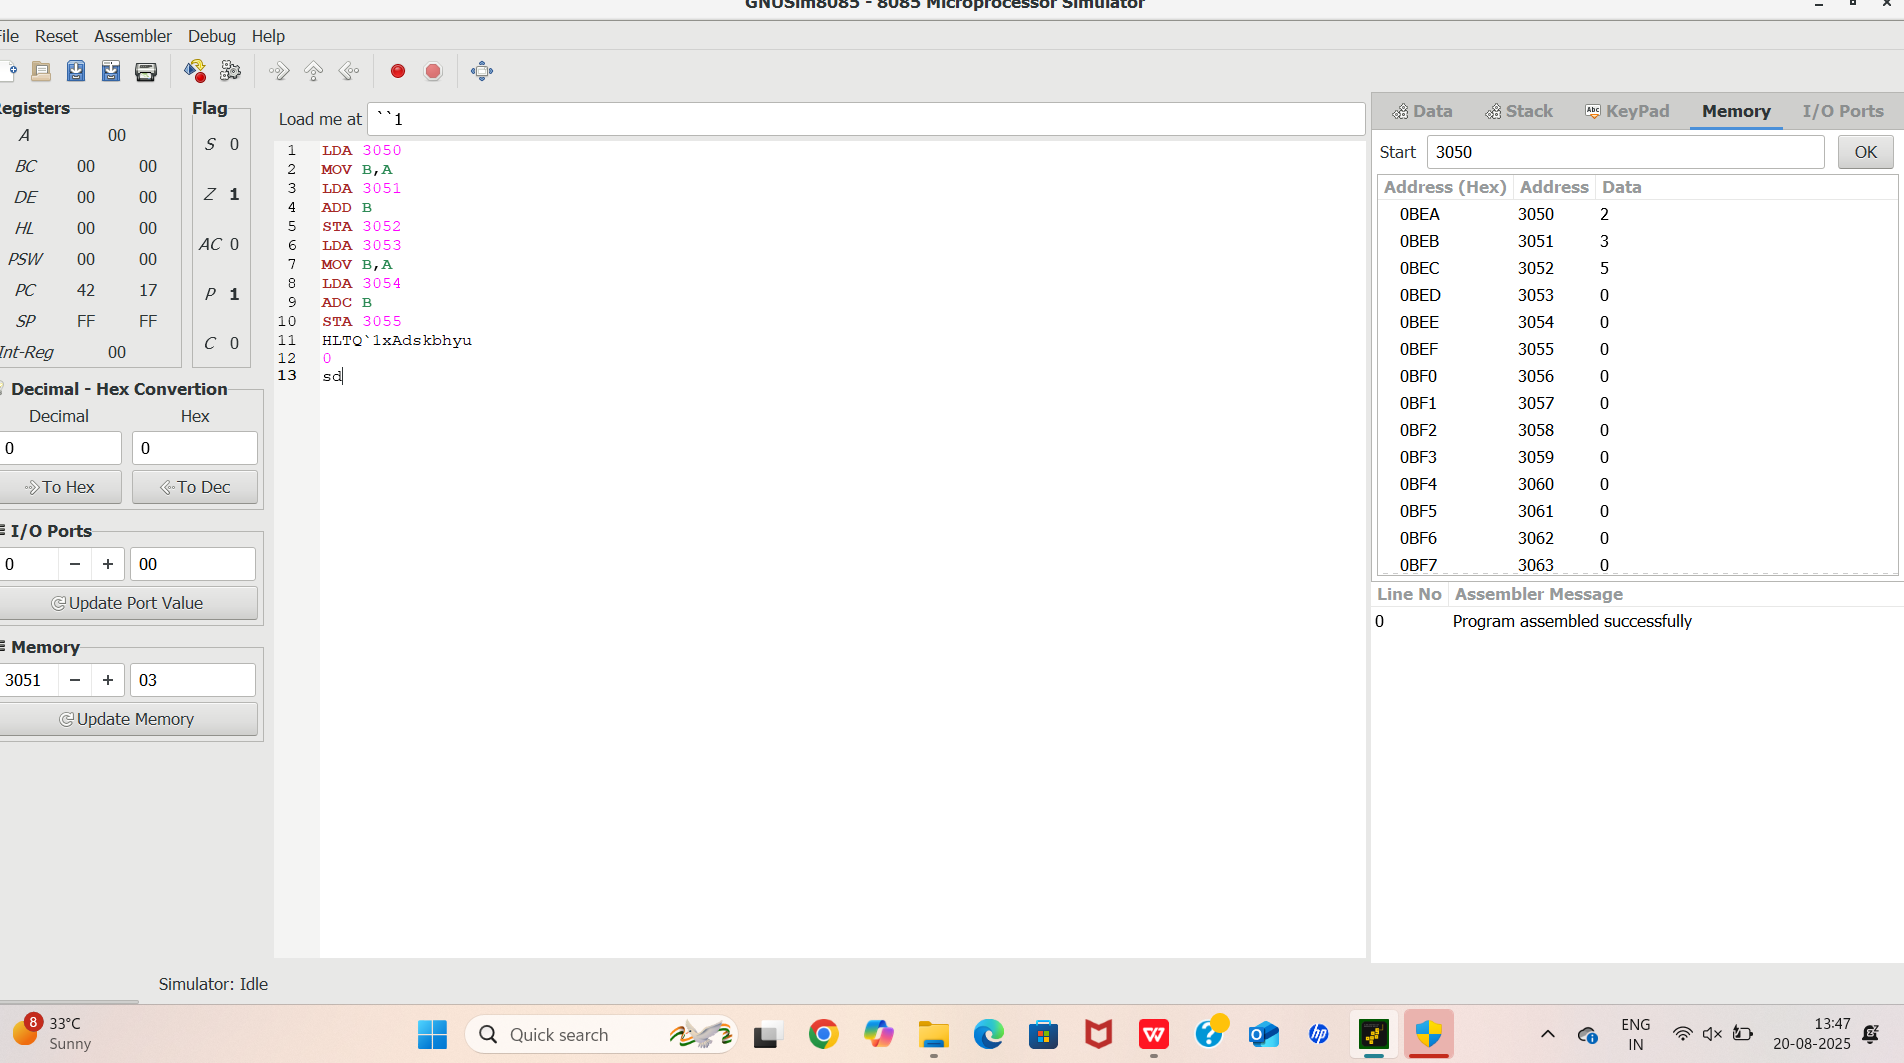 GNUSim8085 - 8085 Microprocessor Simulator
File Reset Assembler Debug Help
Registers
A 00
BC 00 00
DE 00 00
HL 00 00
PSW 00 00
PC 42 17
SP FF FF
Int-Reg 00
Flag
S 0
Z 1
AC 0
P 1
C 0
Decimal - Hex Convertion
Decimal Hex
0 0
To Hex To Dec
I/O Ports
0 − + 00
Update Port Value
Memory
3051 − + 03
Update Memory
Load me at ``1
1 LDA 3050
2 MOV B,A
3 LDA 3051
4 ADD B
5 STA 3052
6 LDA 3053
7 MOV B,A
8 LDA 3054
9 ADC B
10 STA 3055
11 HLTQ`1xAdskbhyu
12 0
13 sd
Data Stack KeyPad Memory I/O Ports
Start 3050 OK
Address (Hex) Address Data
0BEA 3050 2
0BEB 3051 3
0BEC 3052 5
0BED 3053 0
0BEE 3054 0
0BEF 3055 0
0BF0 3056 0
0BF1 3057 0
0BF2 3058 0
0BF3 3059 0
0BF4 3060 0
0BF5 3061 0
0BF6 3062 0
0BF7 3063 0
Line No Assembler Message
0 Program assembled successfully
Simulator: Idle
8
33°C
Sunny
Quick search
ENG
IN
13:47
20-08-2025